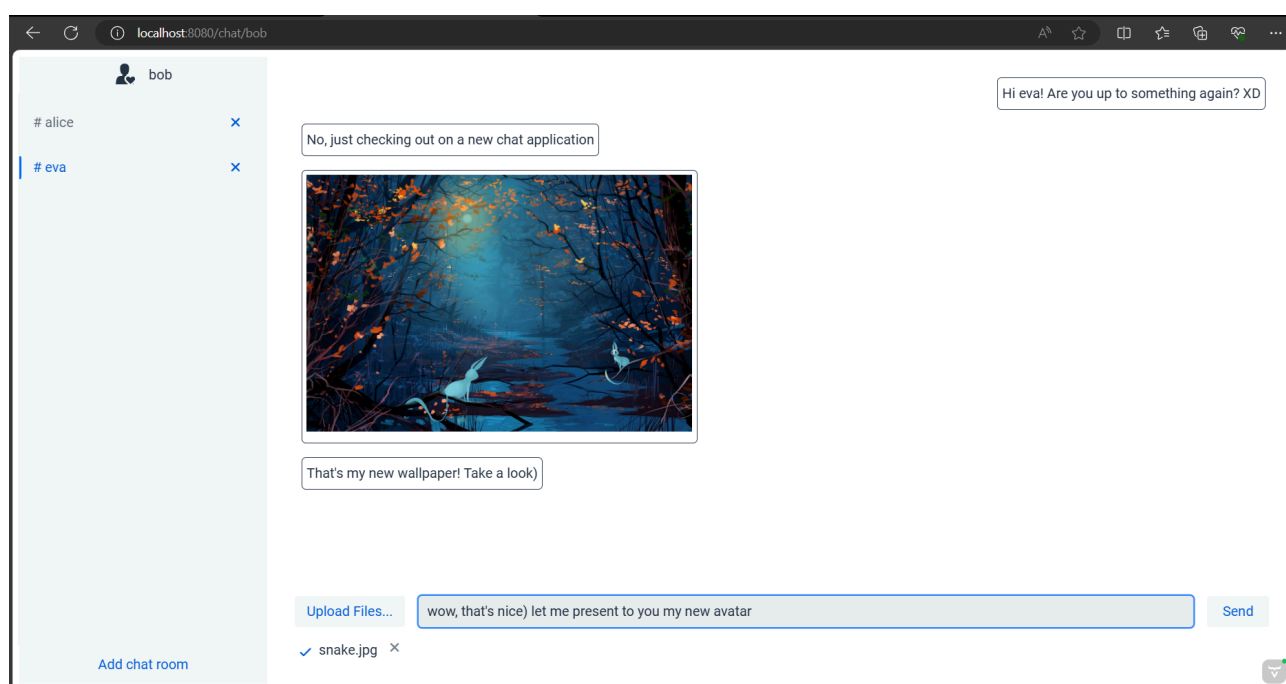 localhost:8080/chat/bob
bob
# alice
# eva
Hi eva! Are you up to something again? XD
No, just checking out on a new chat application
That's my new wallpaper! Take a look)
Upload Files...
wow, that's nice) let me present to you my new avatar
Send
snake.jpg
Add chat room